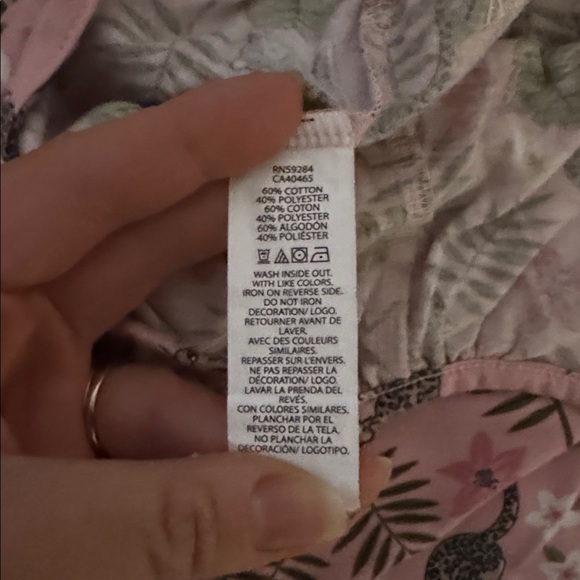 RN59284
CA40465
60% COTTON
40% POLYESTER
60% COTON
40% POLYESTER
60% ALGODÓN
40% POLIÉSTER
WASH INSIDE OUT.
WITH LIKE COLORS.
IRON ON REVERSE SIDE.
DO NOT IRON
DECORATION/ LOGO.
RETOURNER AVANT DE
LAVER.
AVEC DES COULEURS
SIMILAIRES.
REPASSER SUR L'ENVERS.
NE PAS REPASSER LA
DÉCORATION/ LOGO.
LAVAR LA PRENDA DEL
REVÉS.
CON COLORES SIMILARES.
PLANCHAR POR EL
REVERSO DE LA TELA.
NO PLANCHAR LA
DECORACIÓN/ LOGOTIPO.